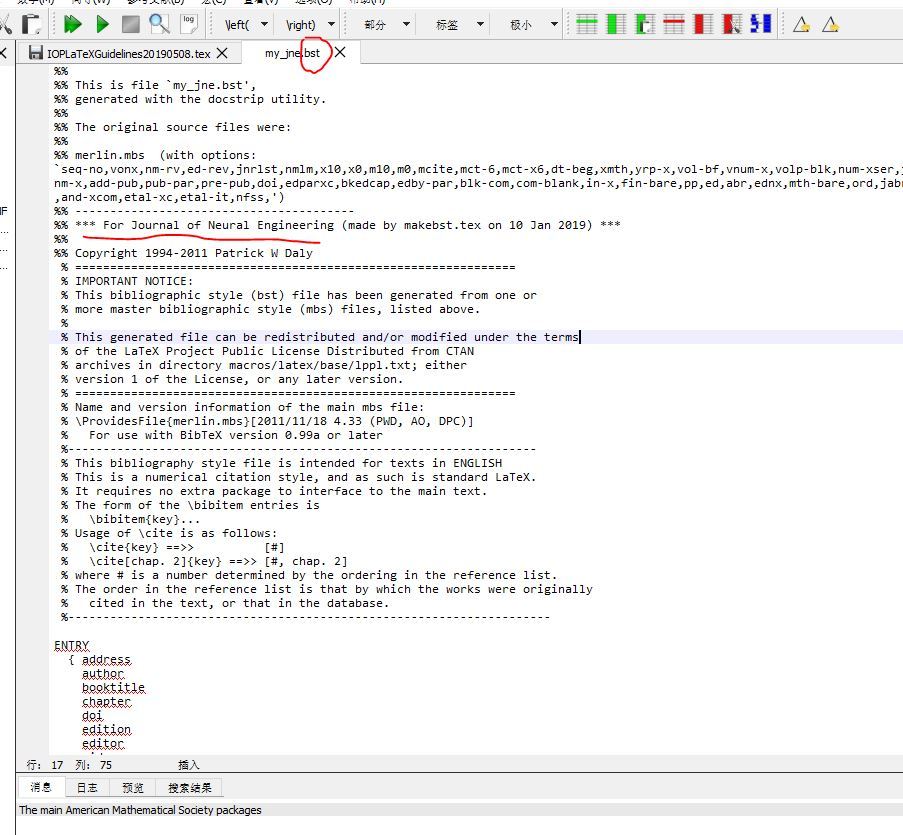 log
\left(
\right)
部分
标签
极小
IOPLaTeXGuidelines20190508.tex
my_jne.bst
%%
%% This is file `my_jne.bst',
%% generated with the docstrip utility.
%%
%% The original source files were:
%%
%% merlin.mbs  (with options:
`seq-no,vonx,nm-rv,ed-rev,jnrlst,nmlm,x10,x0,m10,m0,mcite,mct-6,mct-x6,dt-beg,xmth,yrp-x,vol-bf,vnum-x,volp-blk,num-xser,
nm-x,add-pub,pub-par,pre-pub,doi,edparxc,bkedcap,edby-par,blk-com,com-blank,in-x,fin-bare,pp,ed,abr,ednx,mth-bare,ord,jabr
,and-xcom,etal-xc,etal-it,nfss,')
%% ----------------------------------------
%% *** For Journal of Neural Engineering (made by makebst.tex on 10 Jan 2019) ***
%%
%% Copyright 1994-2011 Patrick W Daly
% ===============================================================
% IMPORTANT NOTICE:
% This bibliographic style (bst) file has been generated from one or
% more master bibliographic style (mbs) files, listed above.
%
% This generated file can be redistributed and/or modified under the terms
% of the LaTeX Project Public License Distributed from CTAN
% archives in directory macros/latex/base/lppl.txt; either
% version 1 of the License, or any later version.
% ===============================================================
% Name and version information of the main mbs file:
% \ProvidesFile{merlin.mbs}[2011/11/18 4.33 (PWD, AO, DPC)]
%   For use with BibTeX version 0.99a or later
%-------------------------------------------------------------------
% This bibliography style file is intended for texts in ENGLISH
% This is a numerical citation style, and as such is standard LaTeX.
% It requires no extra package to interface to the main text.
% The form of the \bibitem entries is
%   \bibitem{key}...
% Usage of \cite is as follows:
%   \cite{key} ==>>          [#]
%   \cite[chap. 2]{key} ==>> [#, chap. 2]
% where # is a number determined by the ordering in the reference list.
% The order in the reference list is that by which the works were originally
%   cited in the text, or that in the database.
%---------------------------------------------------------------------
ENTRY
{ address
author
booktitle
chapter
doi
edition
editor
行: 17 列: 75 插入
消息 日志 预览 搜索结果
The main American Mathematical Society packages